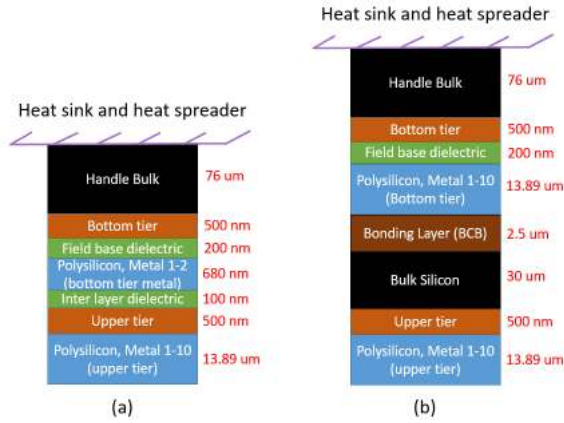 Heat sink and heat spreader
Handle Bulk
76 um
Bottom tier
500 nm
Field base dielectric
200 nm
Polysilicon, Metal 1-2
(bottom tier metal)
680 nm
Inter layer dielectric
100 nm
Upper tier
500 nm
Polysilicon, Metal 1-10
(upper tier)
13.89 um
(a)
Heat sink and heat spreader
Handle Bulk
76 um
Bottom tier
500 nm
Field base dielectric
200 nm
Polysilicon, Metal 1-10
(Bottom tier)
13.89 um
Bonding Layer (BCB)
2.5 um
Bulk Silicon
30 um
Upper tier
500 nm
Polysilicon, Metal 1-10
(upper tier)
13.89 um
(b)